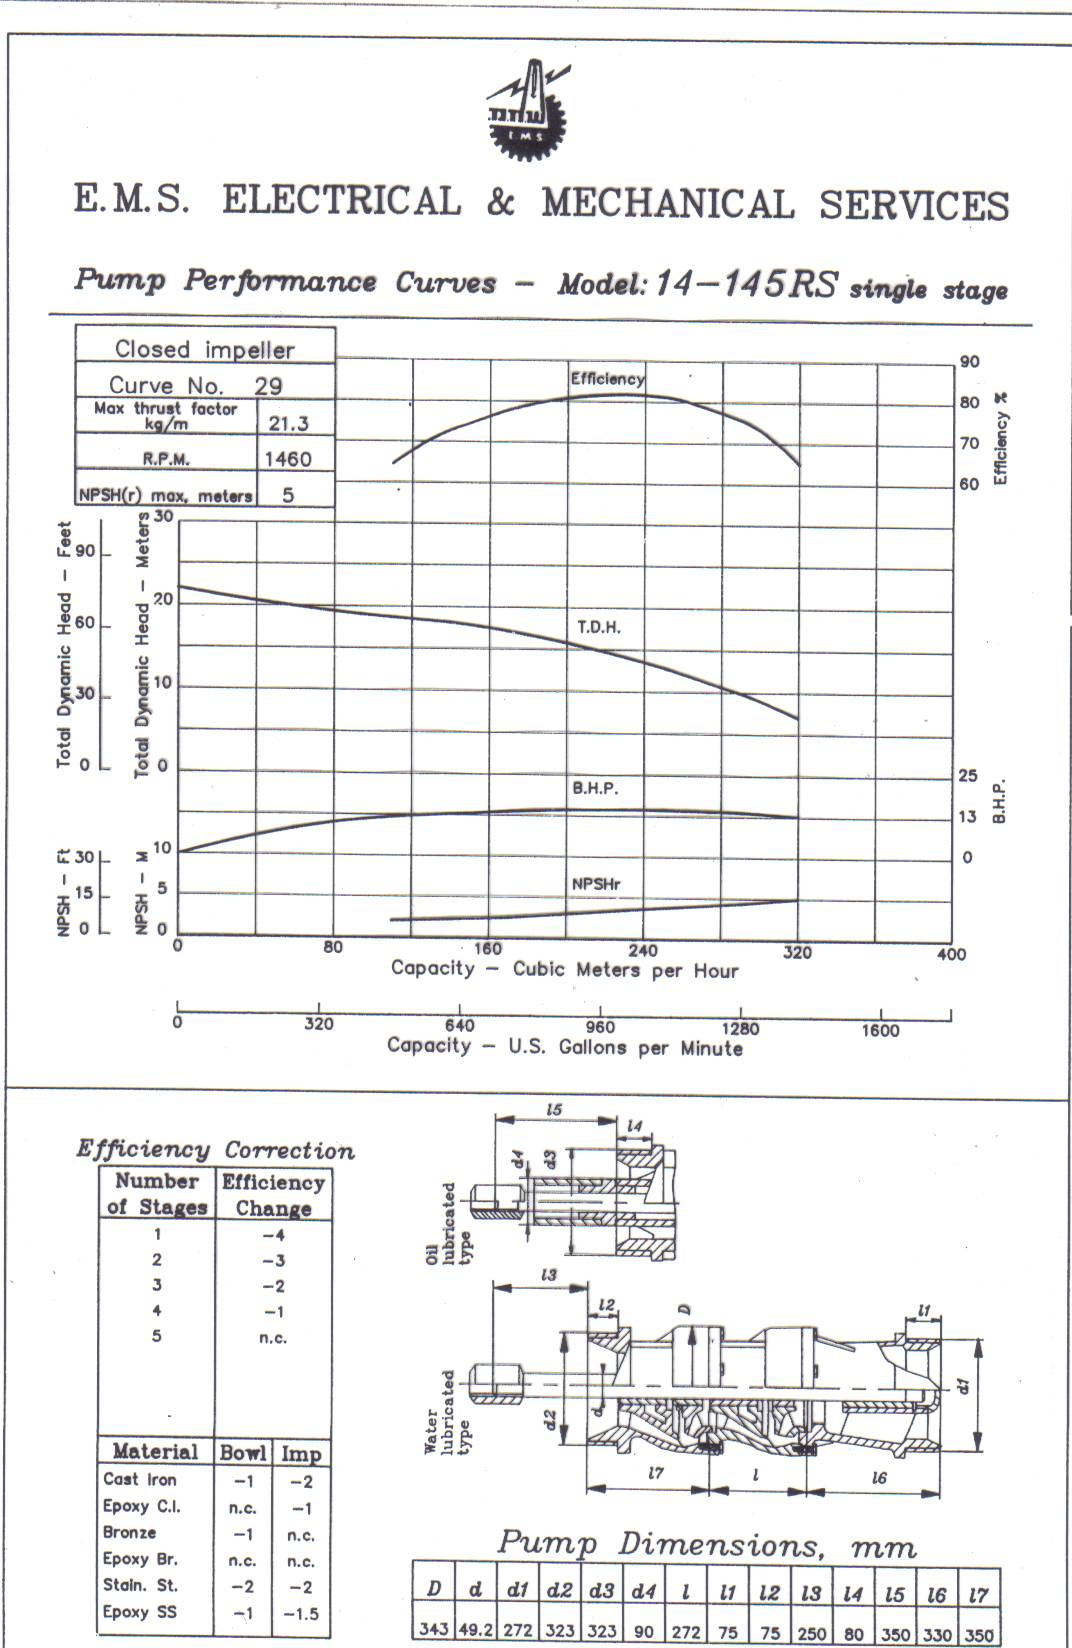 E M S
E.M.S. ELECTRICAL & MECHANICAL SERVICES
Pump Performance Curves – Model: 14–145RS single stage
Closed impeller
Curve No. 29
Max thrust factor kg/m 21.3
R.P.M. 1460
NPSH(r) max, meters 5
Efficiency
90
80
70
60
Efficiency %
Total Dynamic Head – Feet
90
60
30
0
Total Dynamic Head – Meters
30
20
10
0
T.D.H.
B.H.P.
25
13
0
B.H.P.
NPSH – Ft
30
15
0
NPSH – M
10
5
0
NPSHr
0 80 160 240 320 400
Capacity – Cubic Meters per Hour
0 320 640 960 1280 1600
Capacity – U.S. Gallons per Minute
Efficiency Correction
Number of Stages Efficiency Change
1 –4
2 –3
3 –2
4 –1
5 n.c.
Material Bowl Imp
Cast Iron –1 –2
Epoxy C.I. n.c. –1
Bronze –1 n.c.
Epoxy Br. n.c. n.c.
Stain. St. –2 –2
Epoxy SS –1 –1.5
l5
l4
d4
d3
Oil
lubricated
type
l3
l2
D
l1
d2
d
d1
Water
lubricated
type
l7
l
l6
Pump Dimensions, mm
D d d1 d2 d3 d4 l l1 l2 l3 l4 l5 l6 l7
343 49.2 272 323 323 90 272 75 75 250 80 350 330 350